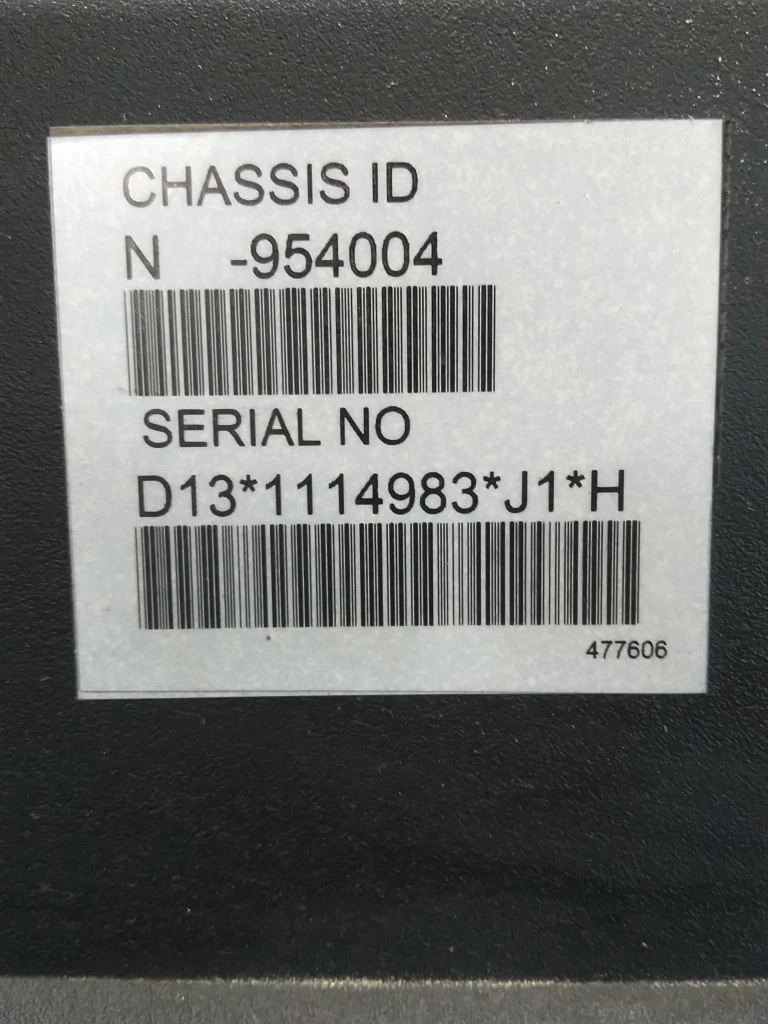 CHASSIS ID
N -954004
SERIAL NO
D13*1114983*J1*H
477606